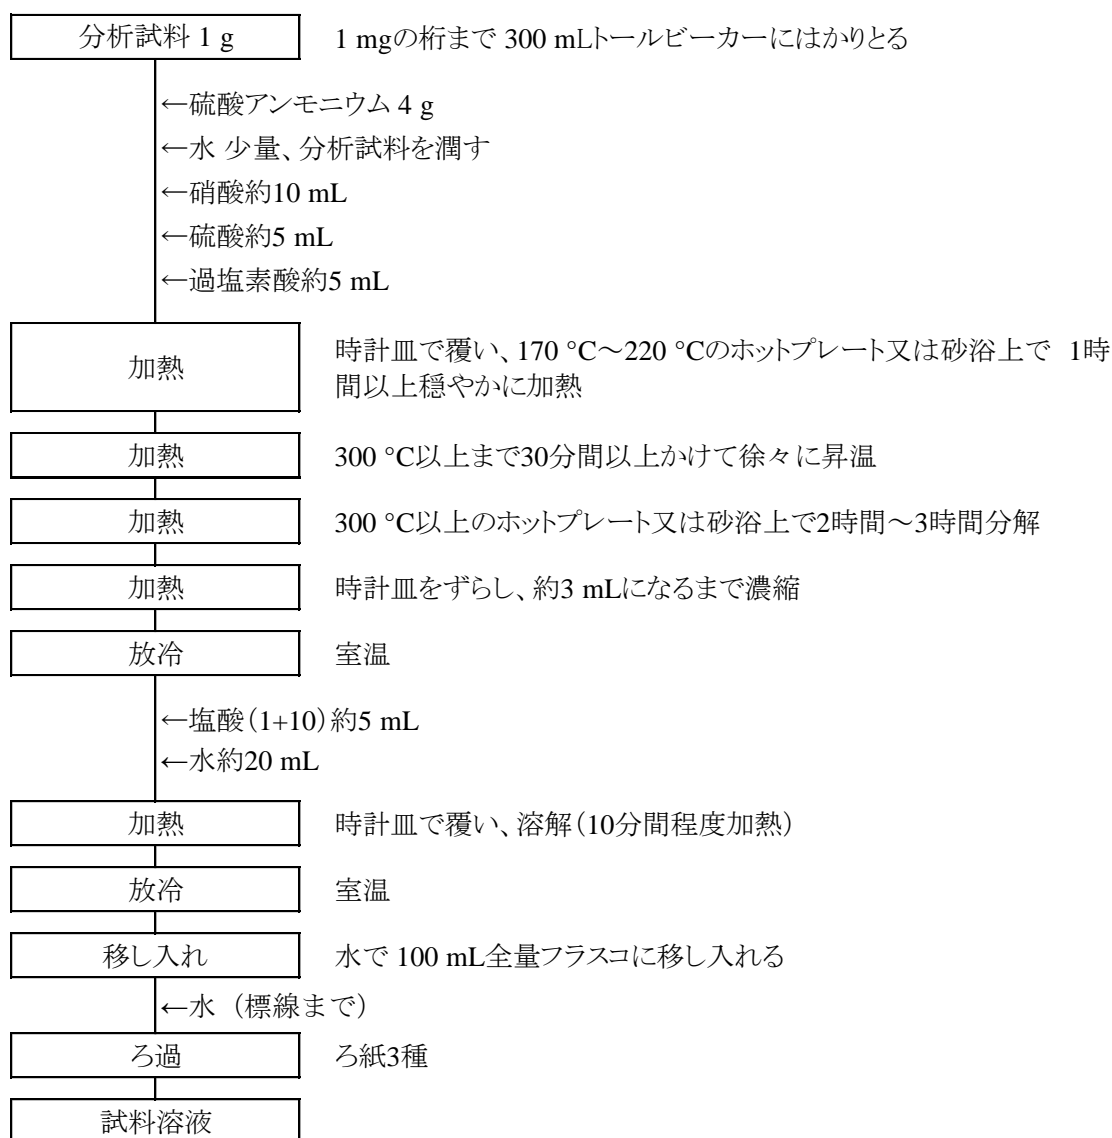 分析試料 1 g 1 mgの桁まで 300 mLトールビーカーにはかりとる
←硫酸アンモニウム 4 g
←水 少量、分析試料を潤す
←硝酸約10 mL
←硫酸約5 mL
←過塩素酸約5 mL
加熱 時計皿で覆い、170 °C～220 °Cのホットプレート又は砂浴上で 1時
間以上穏やかに加熱
加熱 300 °C以上まで30分間以上かけて徐々に昇温
加熱 300 °C以上のホットプレート又は砂浴上で2時間～3時間分解
加熱 時計皿をずらし、約3 mLになるまで濃縮
放冷 室温
←塩酸（1+10）約5 mL
←水約20 mL
加熱 時計皿で覆い、溶解（10分間程度加熱）
放冷 室温
移し入れ 水で 100 mL全量フラスコに移し入れる
←水（標線まで）
ろ過 ろ紙3種
試料溶液